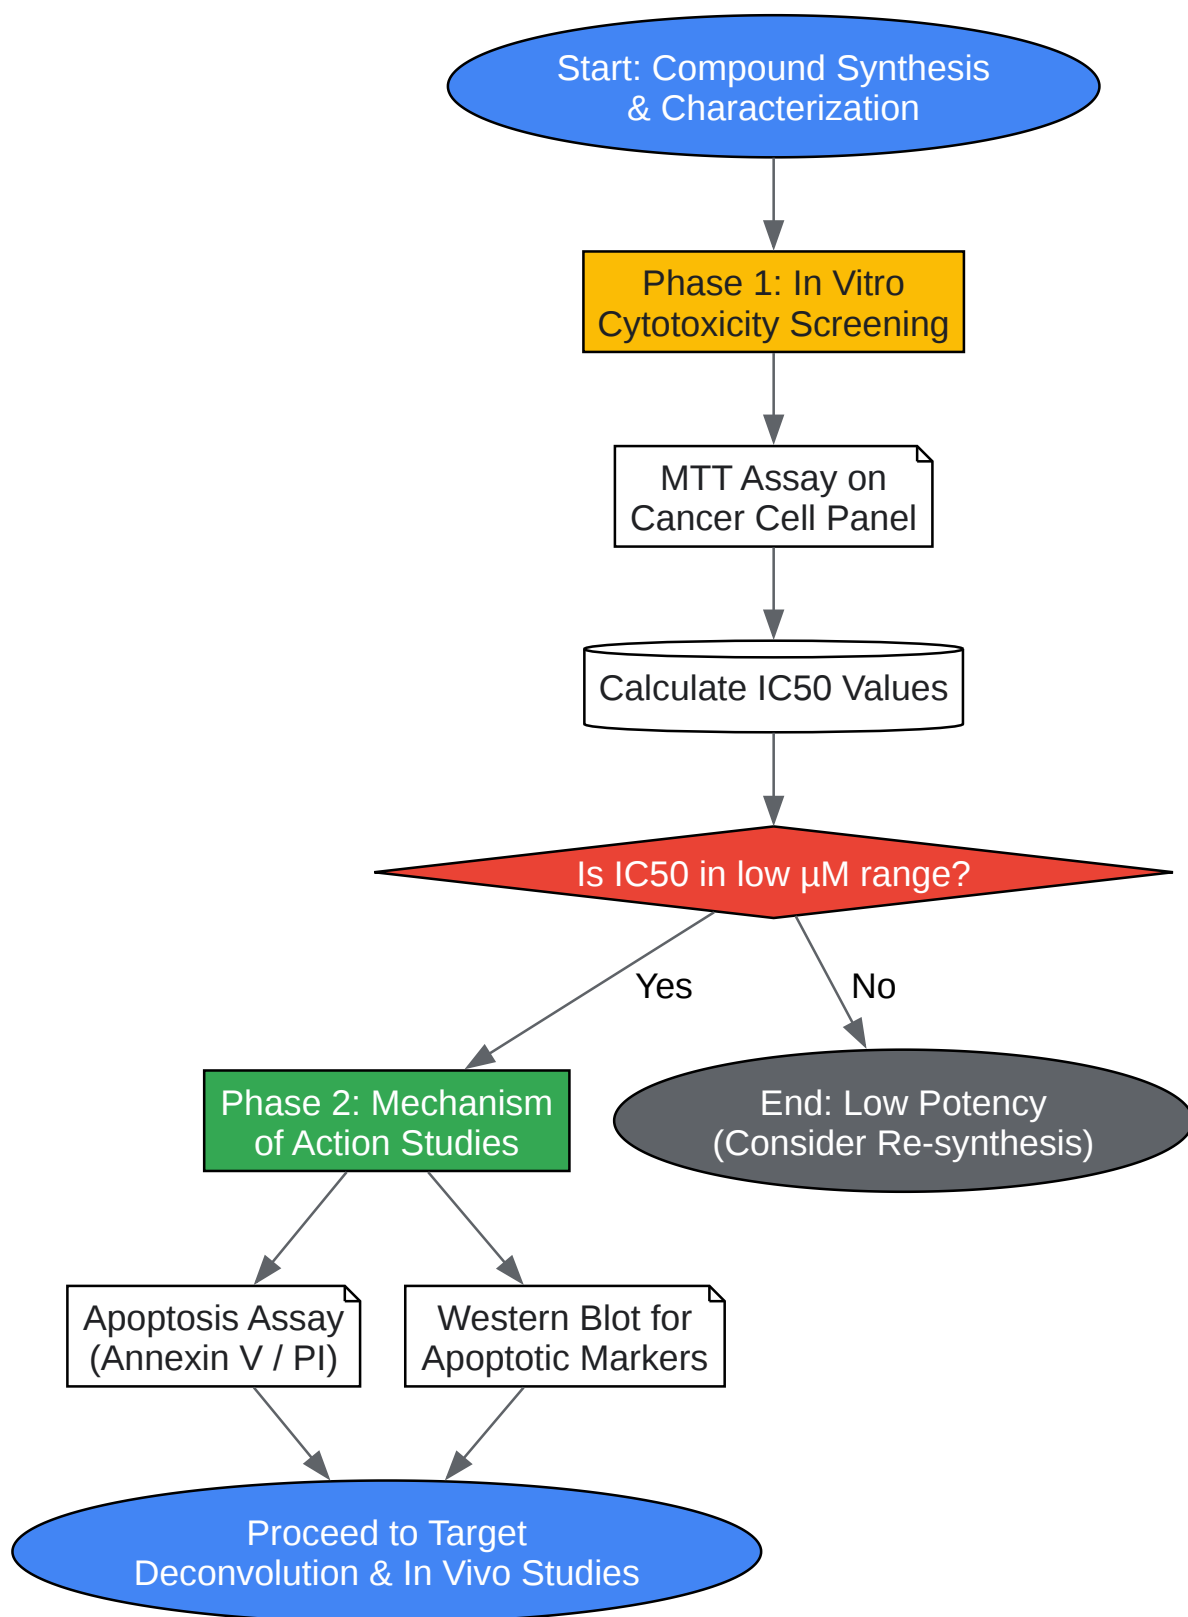 Start: Compound Synthesis
& Characterization
Phase 1: In Vitro
Cytotoxicity Screening
MTT Assay on
Cancer Cell Panel
Calculate IC50 Values
Is IC50 in low µM range?
Yes
No
Phase 2: Mechanism
of Action Studies
End: Low Potency
(Consider Re-synthesis)
Apoptosis Assay
(Annexin V / PI)
Western Blot for
Apoptotic Markers
Proceed to Target
Deconvolution & In Vivo Studies